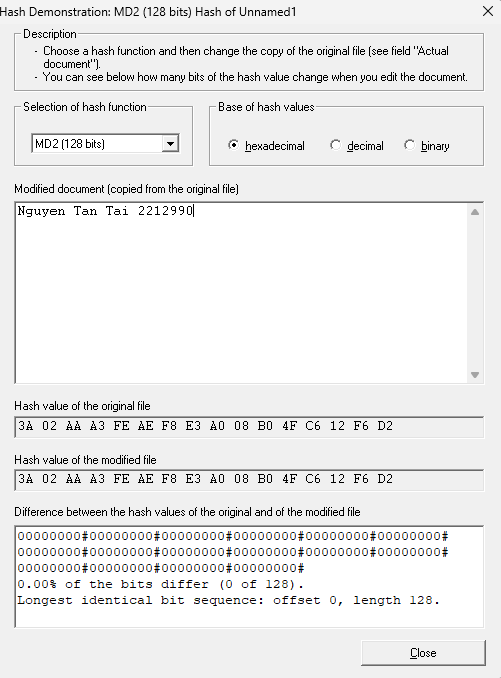 Hash Demonstration: MD2 (128 bits) Hash of Unnamed1
Description
- Choose a hash function and then change the copy of the original file (see field "Actual
document").
- You can see below how many bits of the hash value change when you edit the document.
Selection of hash function
MD2 (128 bits)
Base of hash values
hexadecimal
decimal
binary
Modified document (copied from the original file)
Nguyen Tan Tai 2212990
Hash value of the original file
3A 02 AA A3 FE AE F8 E3 A0 08 B0 4F C6 12 F6 D2
Hash value of the modified file
3A 02 AA A3 FE AE F8 E3 A0 08 B0 4F C6 12 F6 D2
Difference between the hash values of the original and of the modified file
00000000#00000000#00000000#00000000#00000000#00000000#
00000000#00000000#00000000#00000000#00000000#00000000#
00000000#00000000#00000000#00000000#
0.00% of the bits differ (0 of 128).
Longest identical bit sequence: offset 0, length 128.
Close